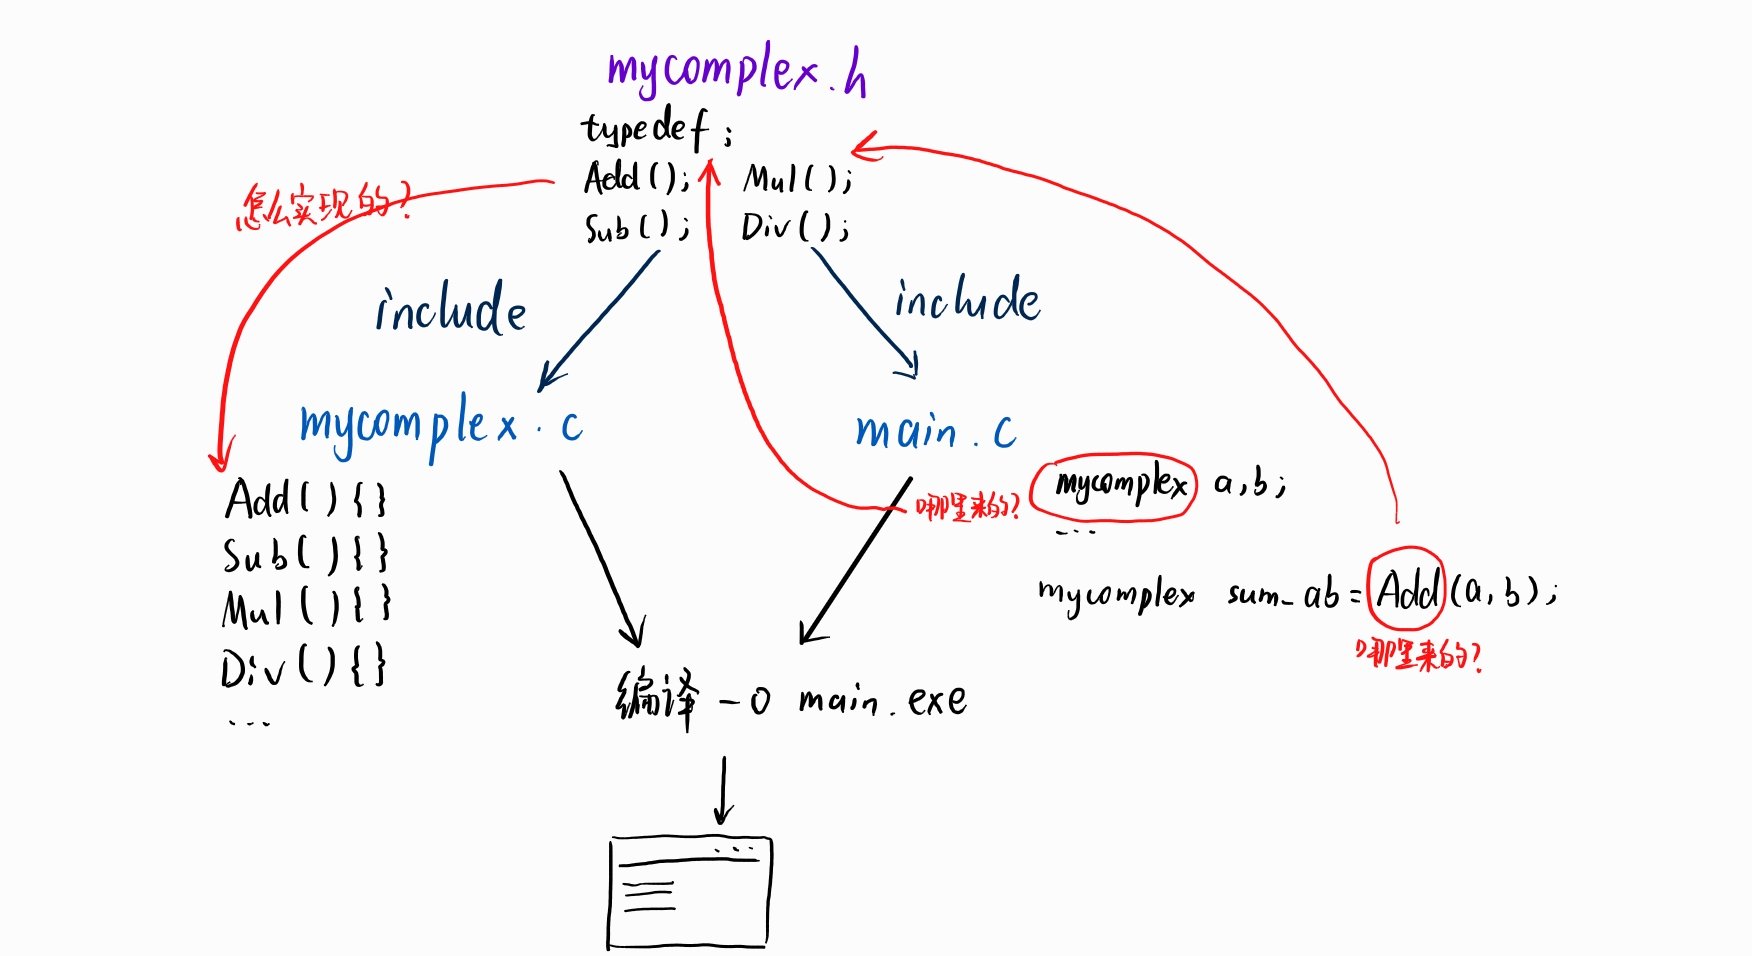 mycomplex.h
typedef ;
Add(); Mul();
Sub(); Div();
怎么实现的?
include
include
mycomplex.c
main.c
Add(){}
Sub(){}
Mul(){}
Div(){}
...
哪里来的?
mycomplex a,b;
...
mycomplex sum_ab = Add(a,b);
哪里来的?
编译 -o main.exe